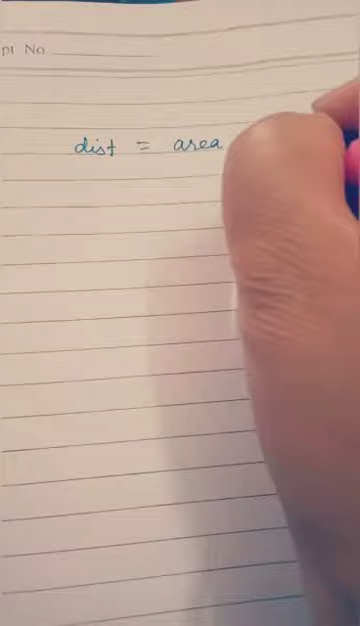 pt No
dist = area